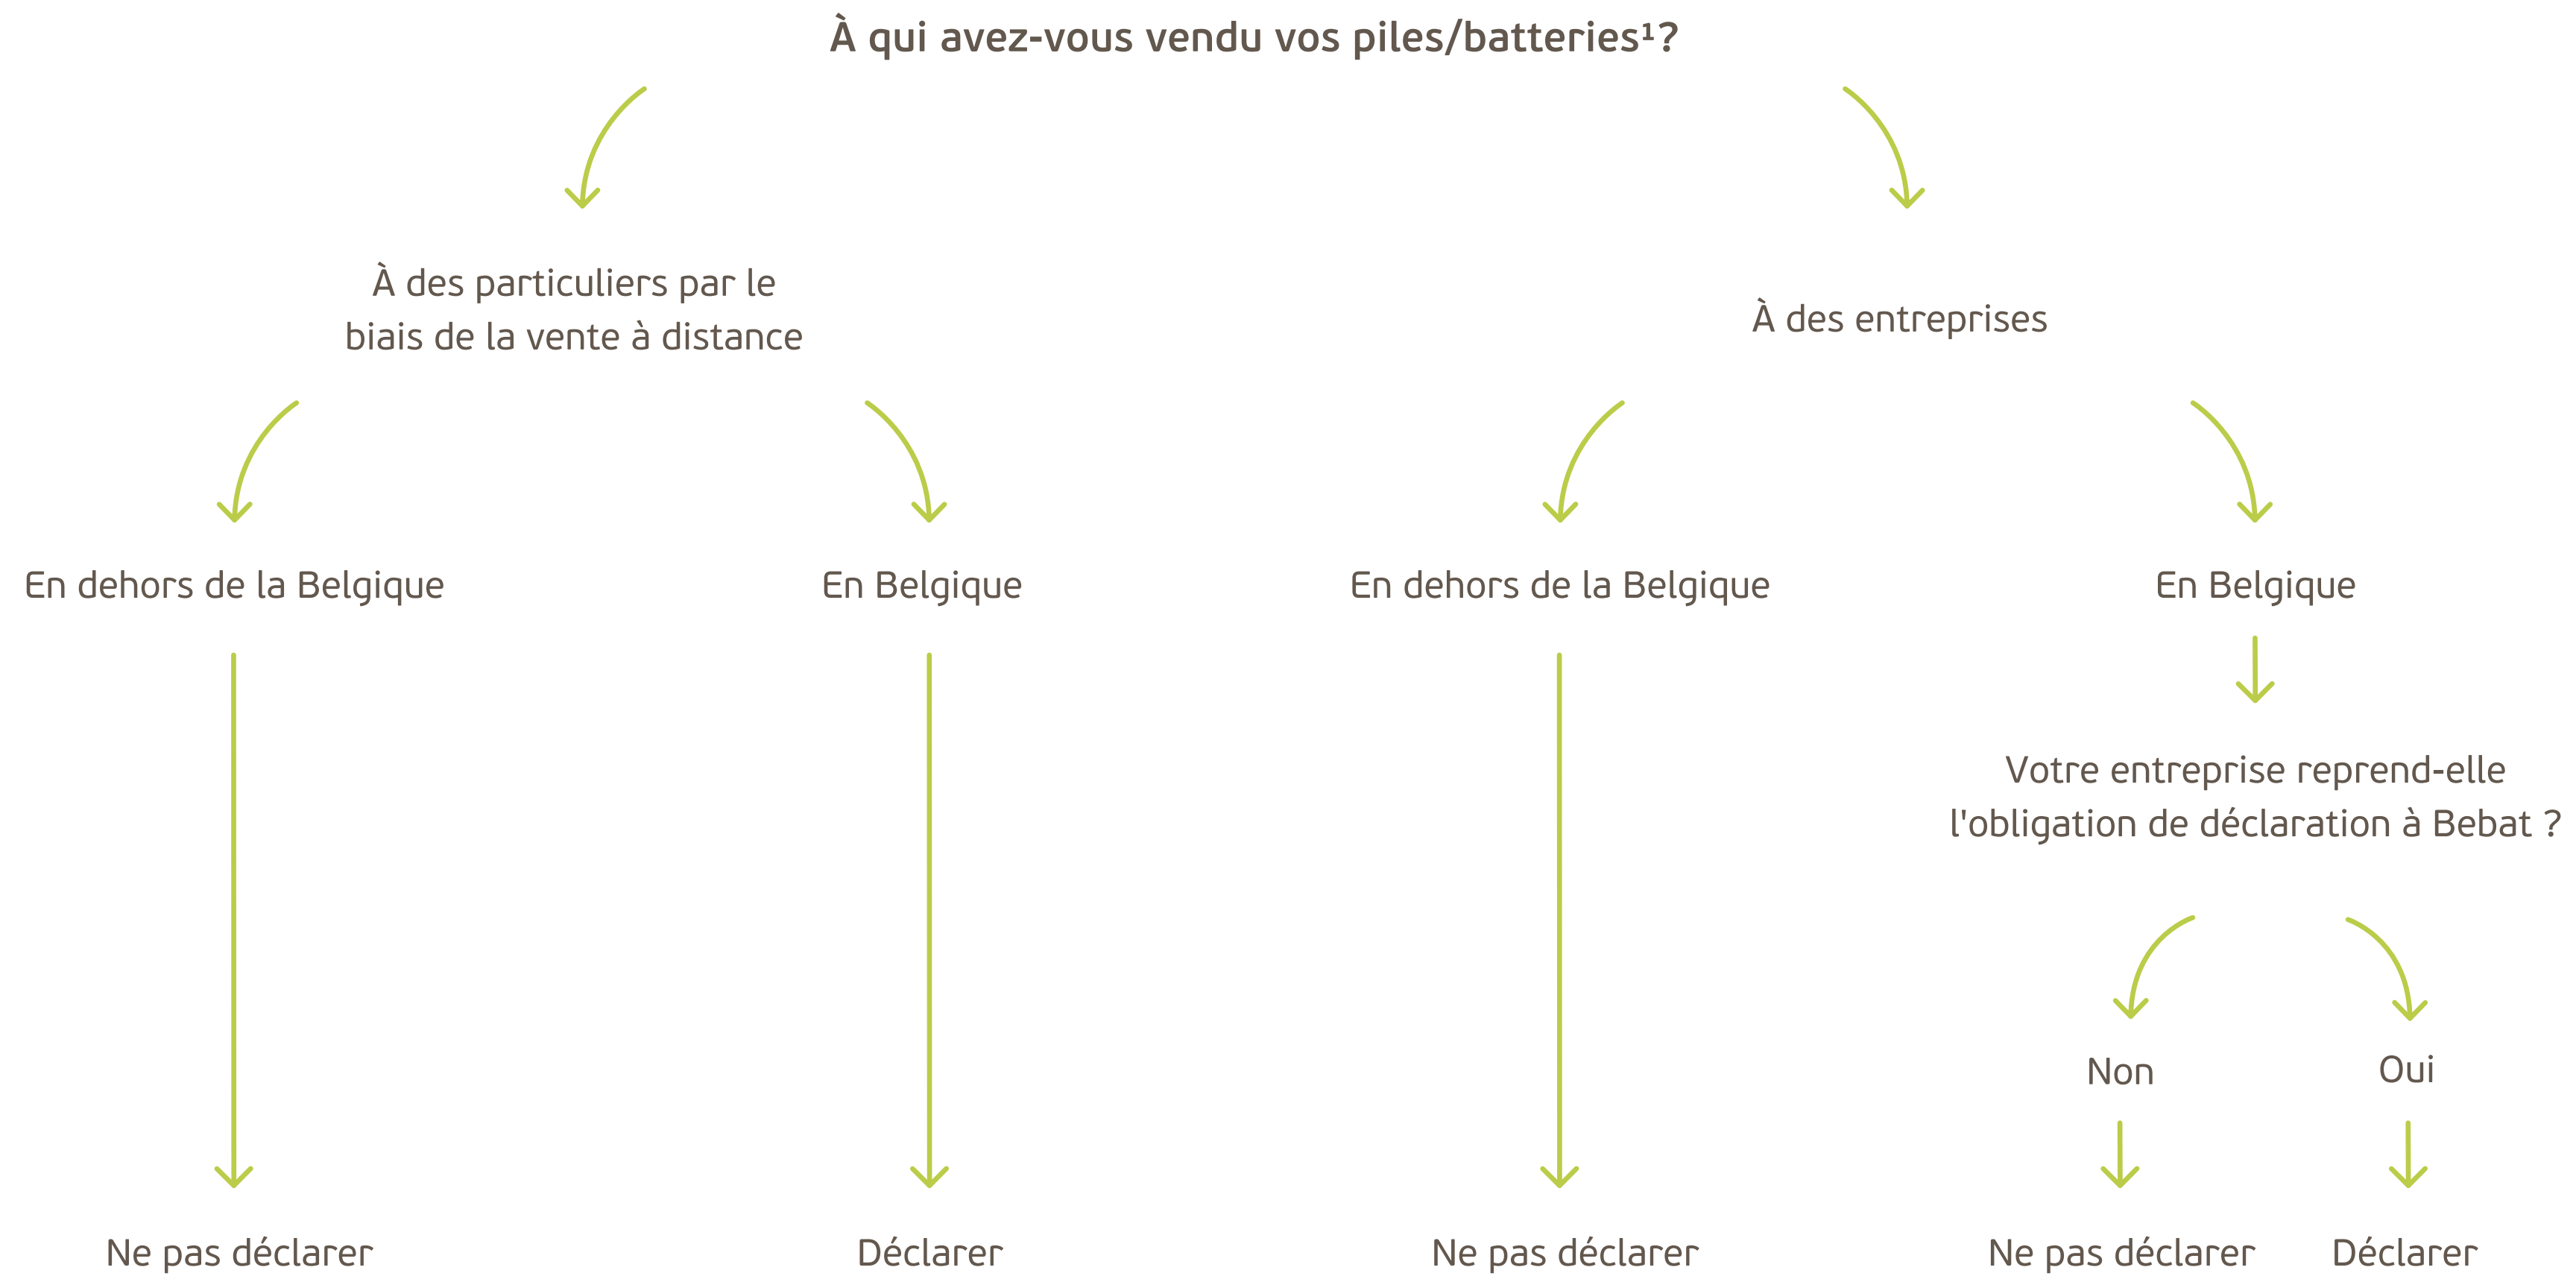 À qui avez-vous vendu vos piles/batteries¹?
À des particuliers par le
biais de la vente à distance
À des entreprises
En dehors de la Belgique
En Belgique
En dehors de la Belgique
En Belgique
Votre entreprise reprend-elle
l'obligation de déclaration à Bebat ?
Non
Oui
Ne pas déclarer
Déclarer
Ne pas déclarer
Ne pas déclarer
Déclarer